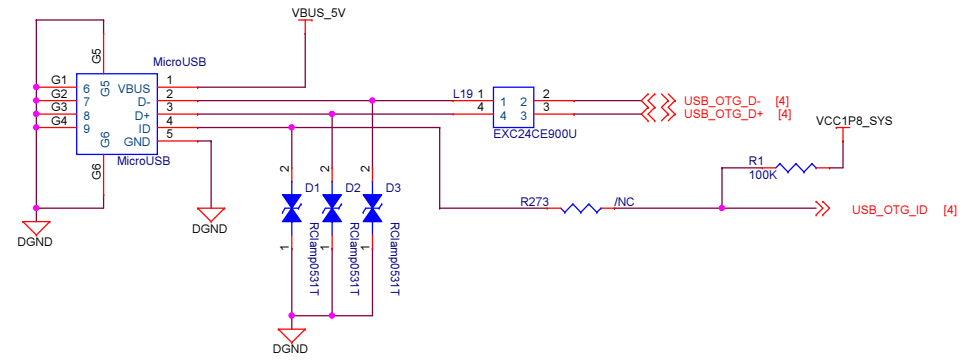 VBUS_5V
G5
MicroUSB
G1 6 G5 VBUS 1
G2 7 D- 2
G3 8 D+ 3
G4 9 ID 4
G6 GND 5
MicroUSB
G6
DGND
DGND
L19 1 1 2 2 USB_OTG_D- [4]
4 4 3 3 USB_OTG_D+ [4]
EXC24CE900U
VCC1P8_SYS
R1
100K
2 D1 2 D2 2 D3
R273 /NC USB_OTG_ID [4]
RClamp0531T RClamp0531T RClamp0531T
1 1 1
DGND